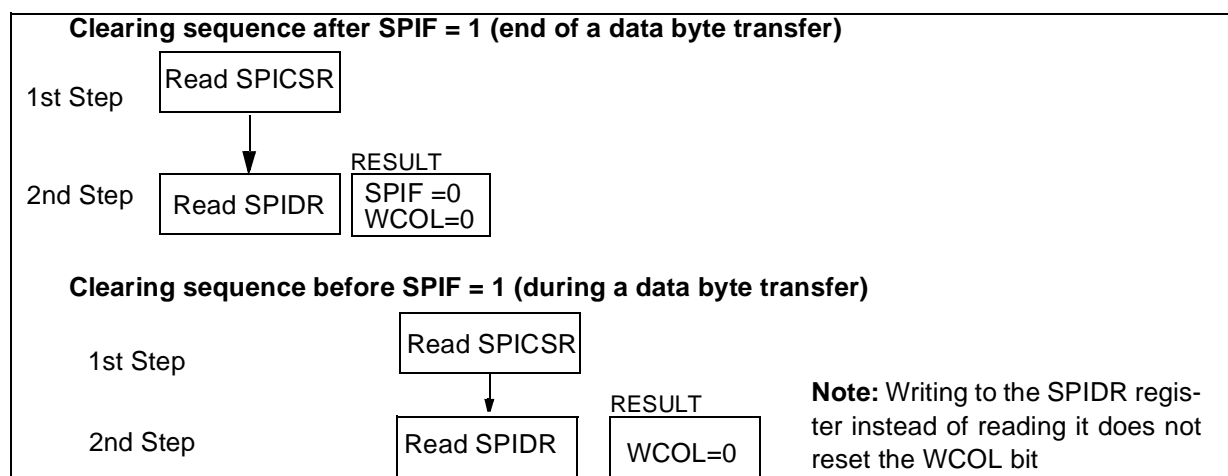 Clearing sequence after SPIF = 1 (end of a data byte transfer)
1st Step
Read SPICSR
RESULT
2nd Step
Read SPIDR
SPIF =0
WCOL=0
Clearing sequence before SPIF = 1 (during a data byte transfer)
1st Step
Read SPICSR
RESULT
2nd Step
Read SPIDR
WCOL=0
Note: Writing to the SPIDR regis-
ter instead of reading it does not
reset the WCOL bit